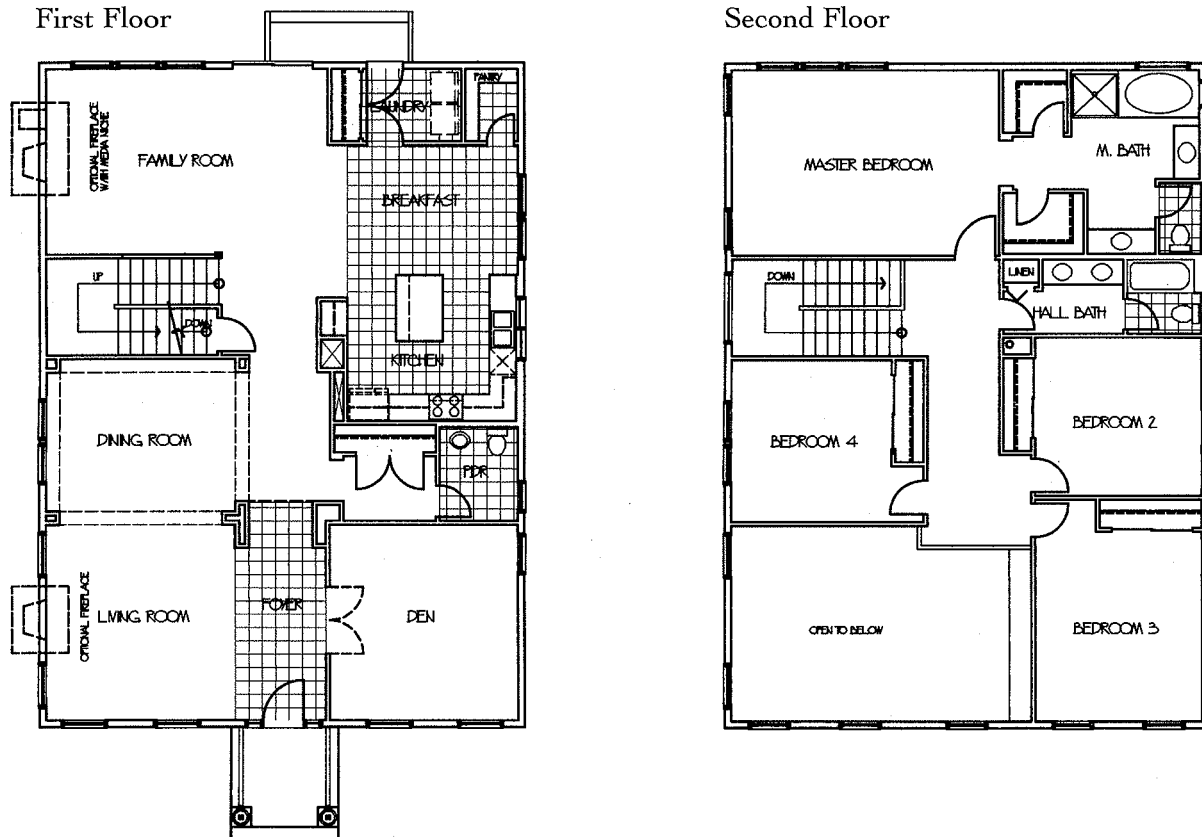 First Floor
Second Floor
PANTRY
LAUNDRY
OPTIONAL FIREPLACE
WITH MEDIA NICHE
FAMILY ROOM
BREAKFAST
UP
DOWN
KITCHEN
DINING ROOM
PDR
OPTIONAL FIREPLACE
LIVING ROOM
FOYER
DEN
MASTER BEDROOM
M. BATH
DOWN
LINEN
HALL BATH
BEDROOM 4
BEDROOM 2
OPEN TO BELOW
BEDROOM 3